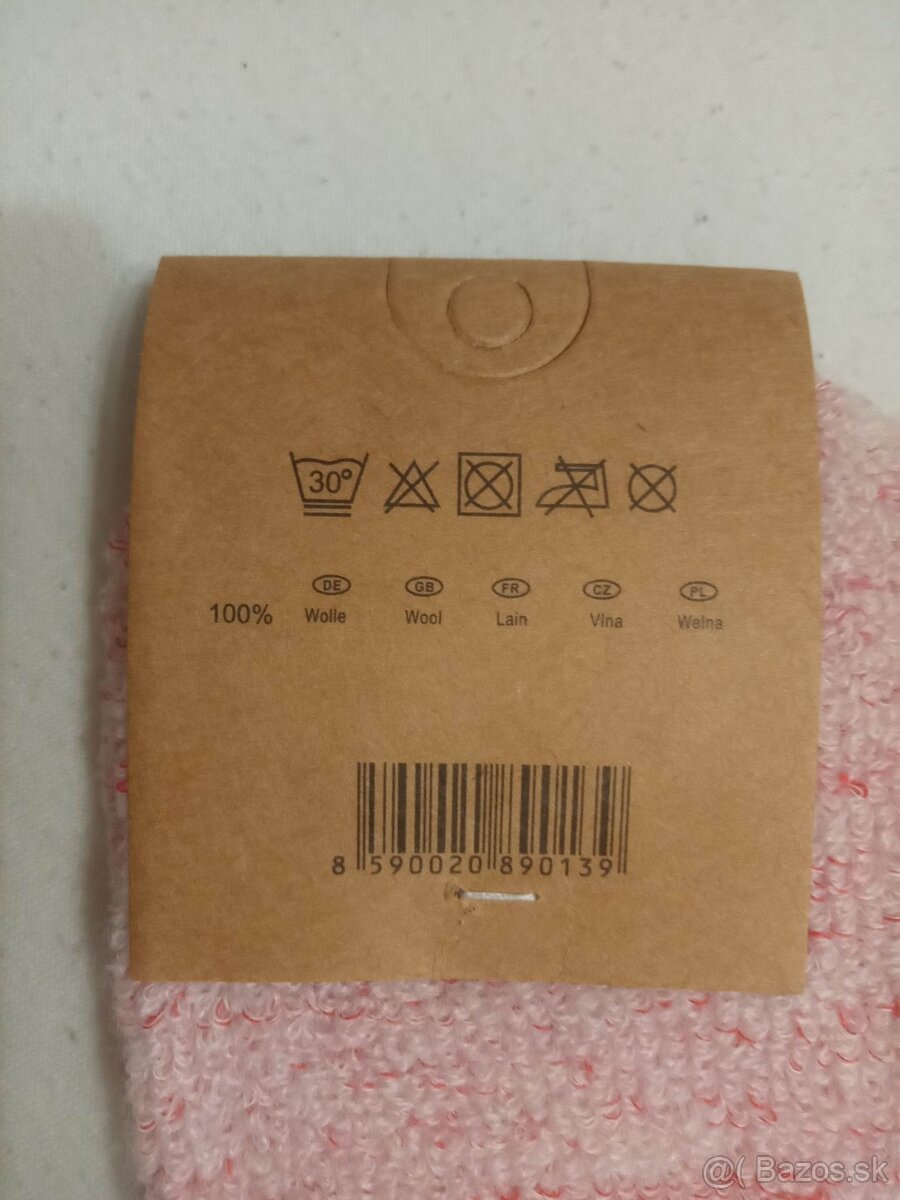 30°
DE GB FR CZ PL
100% Wolle Wool Lain Vlna Welna
8 590020 890139
@( Bazos.sk